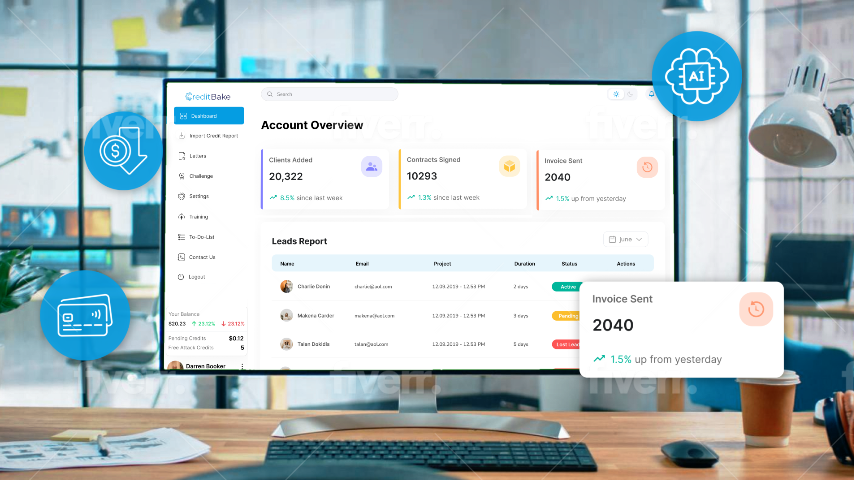 CreditBake
Search
Dashboard
Import Credit Report
Letters
Challenge
Settings
Training
To-Do-List
Contact Us
Logout
Your Balance
$20.23 23.12% 23.12%
Pending Credits $0.12
Free Attack Credits 5
Darren Booker
Account Overview
Clients Added
20,322
8.5% since last week
Contracts Signed
10293
1.3% since last week
Invoice Sent
2040
1.5% up from yesterday
Leads Report
June
Name Email Project Duration Status Actions
Charlie Donin charlie@aol.com 12.09.2019 - 12.53 PM 2 days Active
Makena Carder makena@aol.com 12.09.2019 - 12.53 PM Pending
Talan Dokidis talan@aol.com 12.09.2019 - 12.53 PM 5 days Last Lead
Invoice Sent
2040
1.5% up from yesterday
AI
$
fiverr.
fiverr.
fiverr.
fiverr.
fiverr.
fiverr.